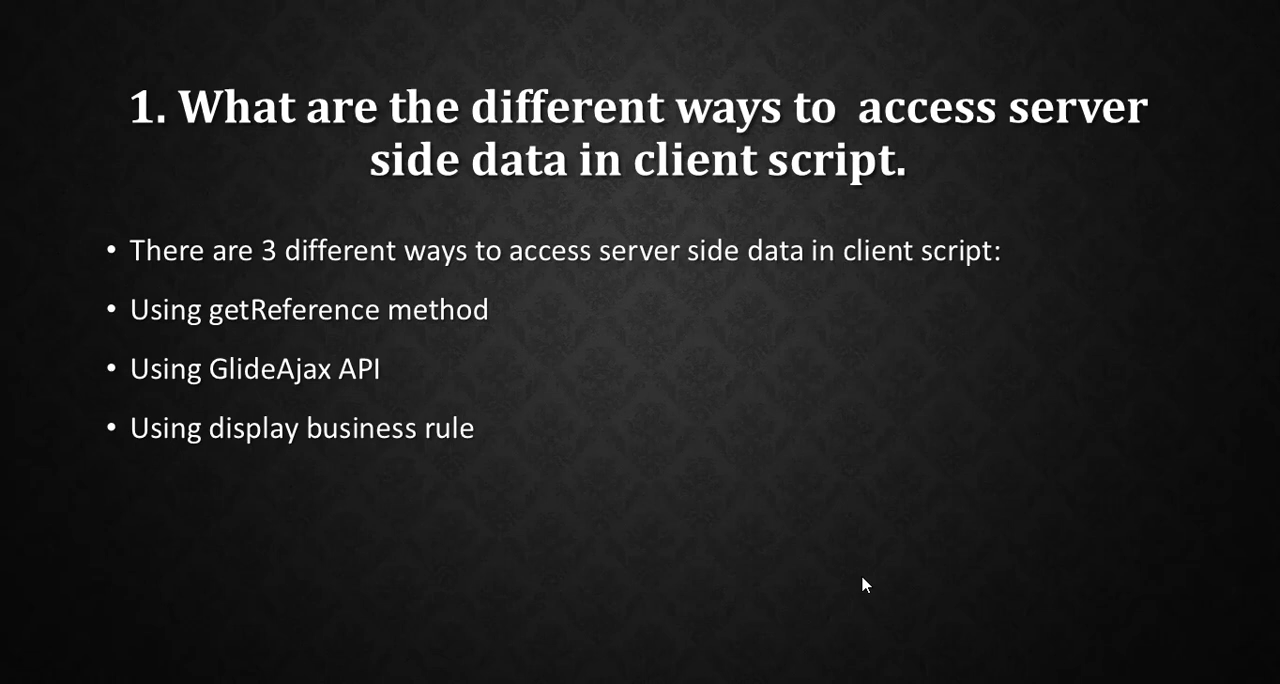 1. What are the different ways to  access server
side data in client script.
• There are 3 different ways to access server side data in client script:
• Using getReference method
• Using GlideAjax API
• Using display business rule